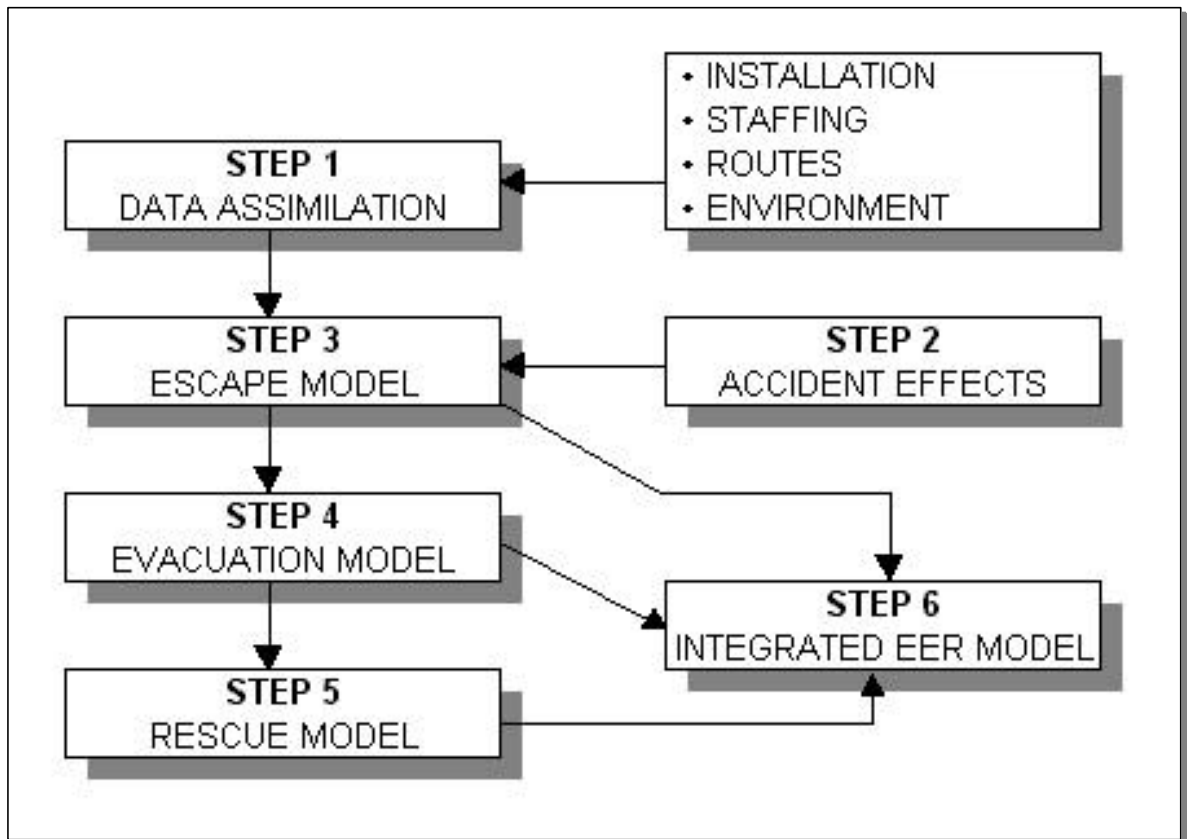 • INSTALLATION
• STAFFING
• ROUTES
• ENVIRONMENT
STEP 1
DATA ASSIMILATION
STEP 3
ESCAPE MODEL
STEP 2
ACCIDENT EFFECTS
STEP 4
EVACUATION MODEL
STEP 6
INTEGRATED EER MODEL
STEP 5
RESCUE MODEL